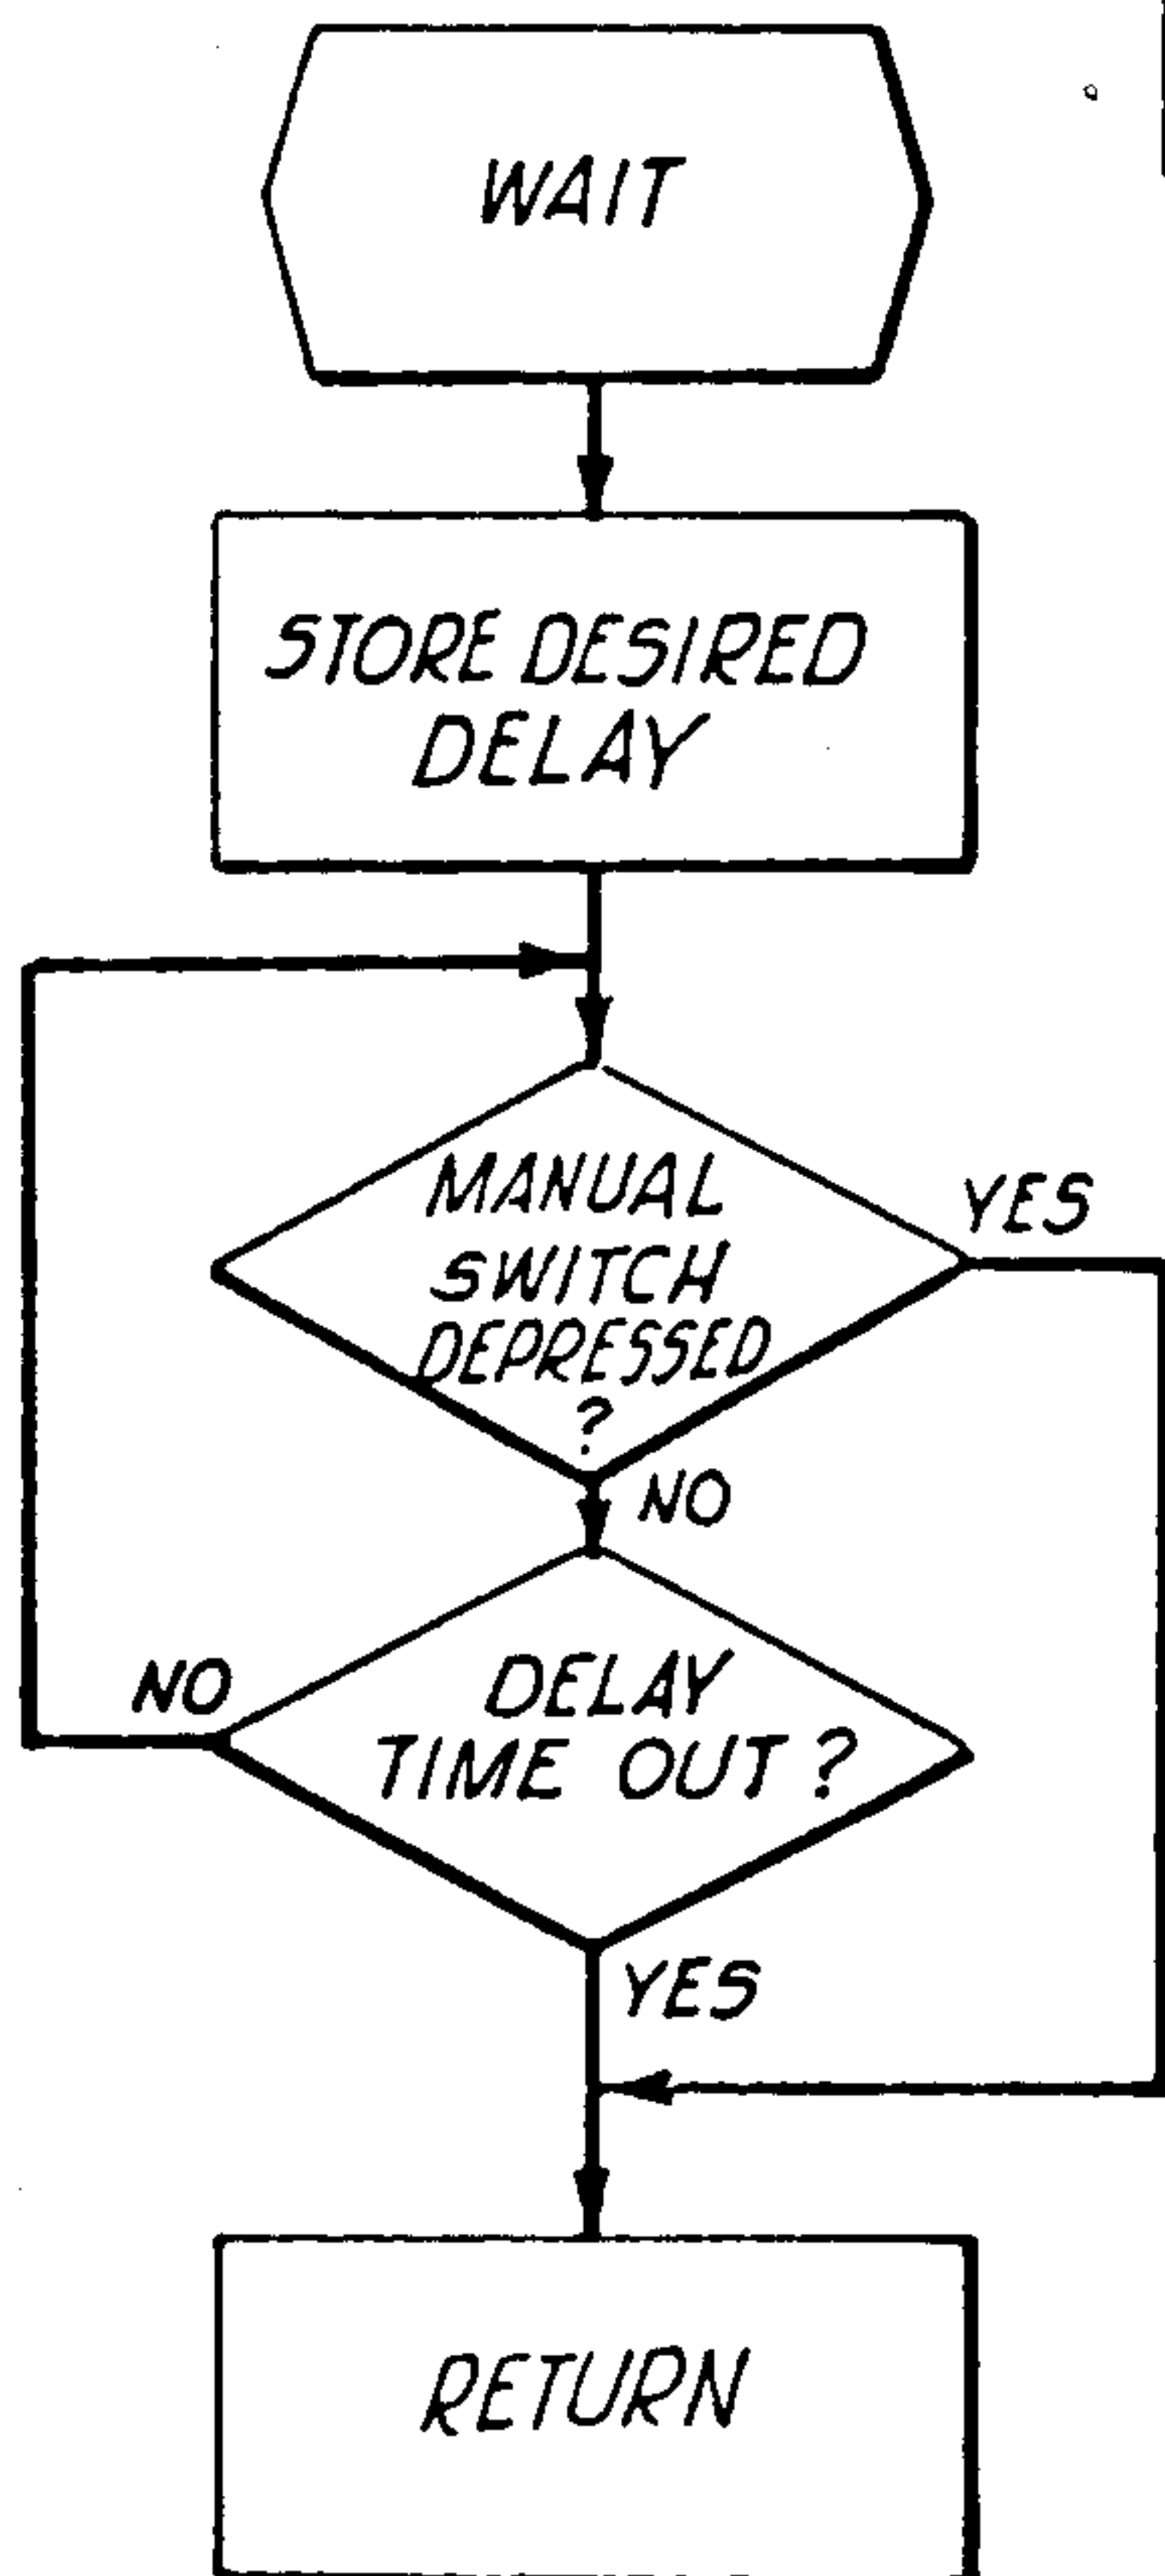 WAIT
STORE DESIRED
DELAY
MANUAL
SWITCH
DEPRESSED
?
YES
NO
DELAY
TIME OUT ?
NO
YES
RETURN